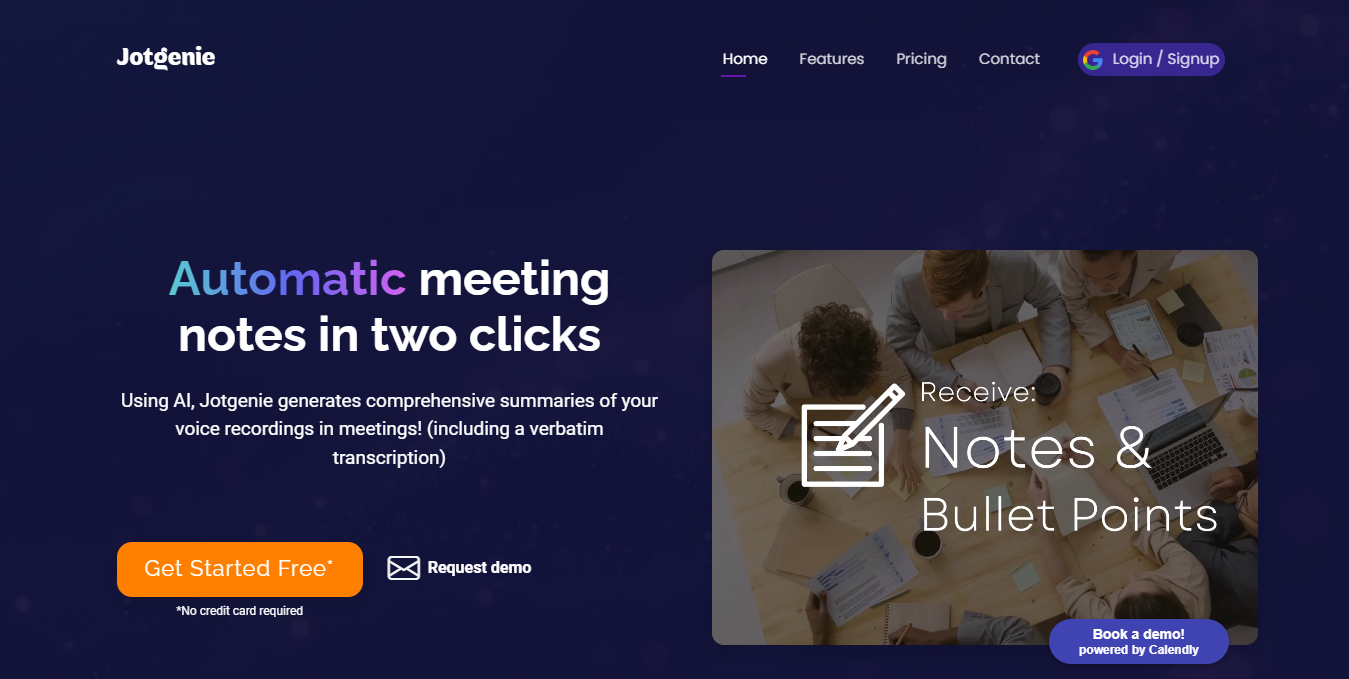 Jotgenie
Home
Features
Pricing
Contact
Login / Signup
Automatic meeting
notes in two clicks
Using AI, Jotgenie generates comprehensive summaries of your
voice recordings in meetings! (including a verbatim
transcription)
Get Started Free*
Request demo
*No credit card required
Receive:
Notes &
Bullet Points
Book a demo!
powered by Calendly